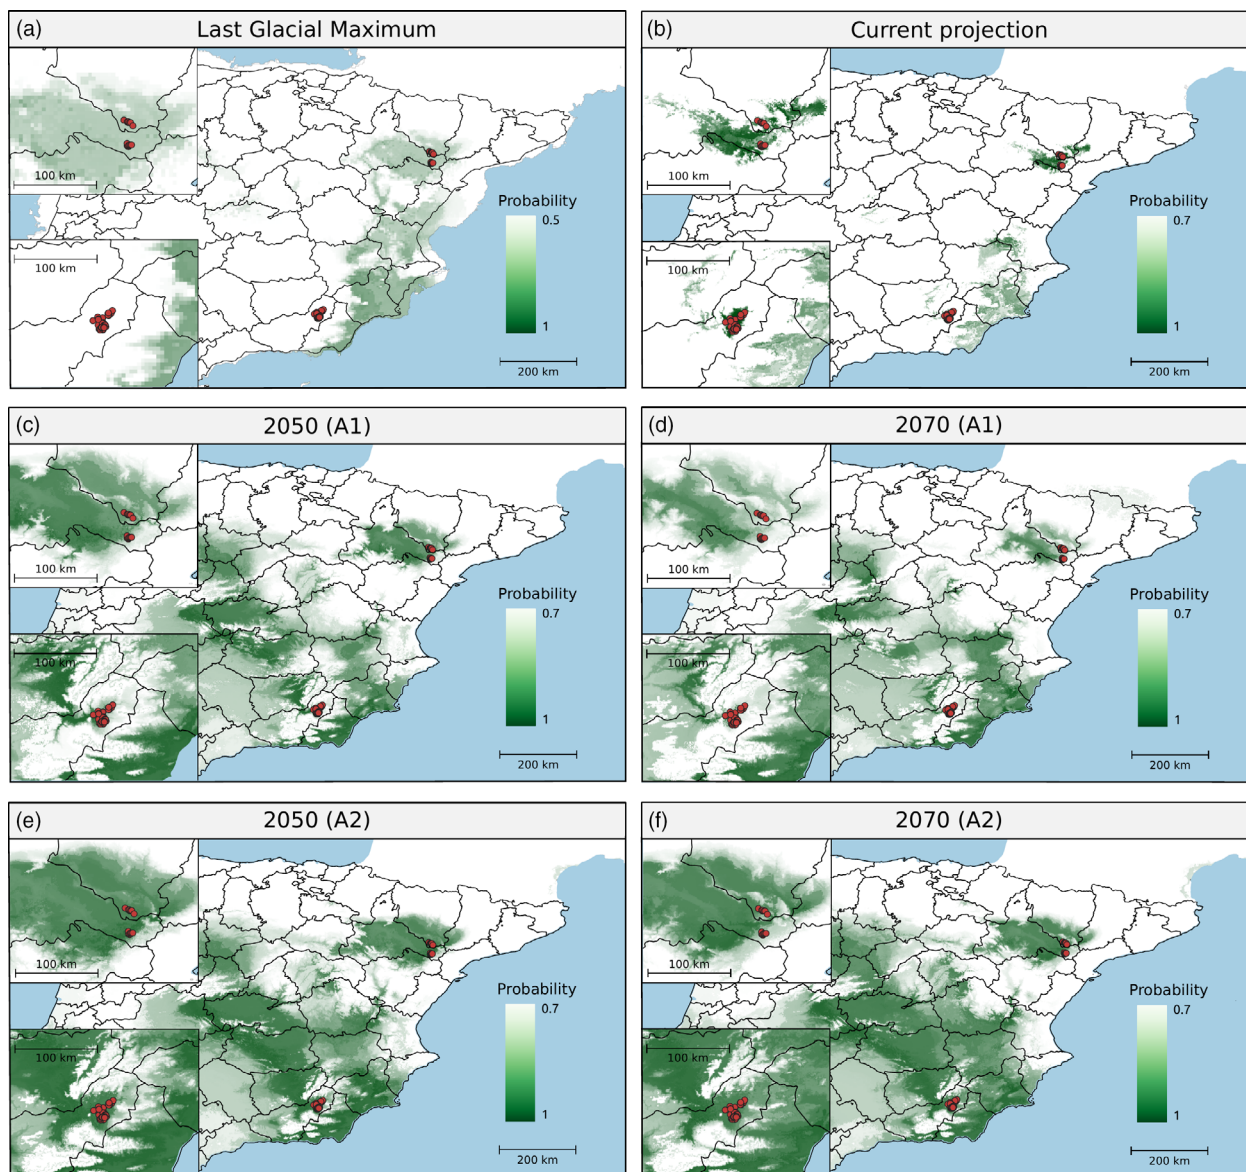 (a) Last Glacial Maximum
100 km
Probability
0.5
1
100 km
200 km
(b) Current projection
100 km
Probability
0.7
1
100 km
200 km
(c) 2050 (A1)
100 km
Probability
0.7
1
100 km
200 km
(d) 2070 (A1)
100 km
Probability
0.7
1
100 km
200 km
(e) 2050 (A2)
100 km
Probability
0.7
1
100 km
200 km
(f) 2070 (A2)
100 km
Probability
0.7
1
100 km
200 km